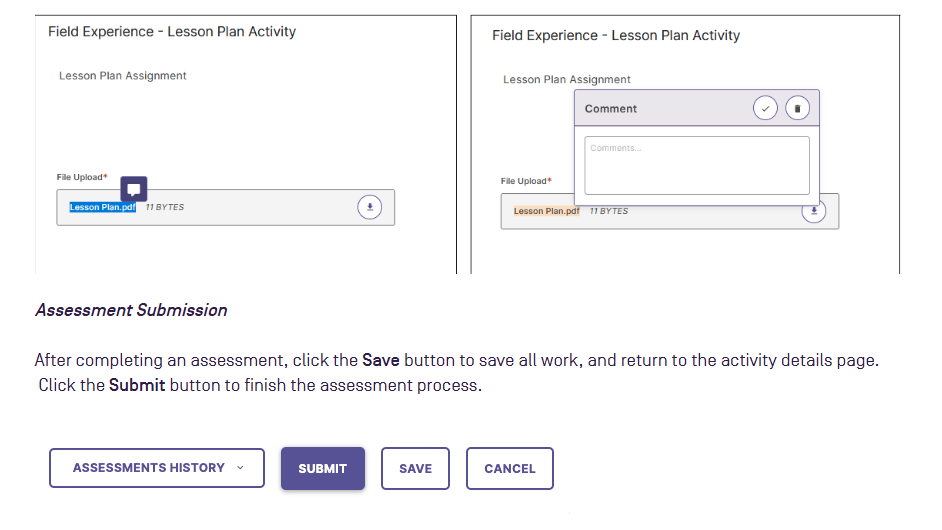 Field Experience - Lesson Plan Activity
Lesson Plan Assignment
File Upload*
Lesson Plan.pdf 11 BYTES
Field Experience - Lesson Plan Activity
Lesson Plan Assignment
Comment
Comments...
File Upload*
Lesson Plan.pdf 11 BYTES
Assessment Submission
After completing an assessment, click the Save button to save all work, and return to the activity details page.
Click the Submit button to finish the assessment process.
ASSESSMENTS HISTORY
SUBMIT
SAVE
CANCEL